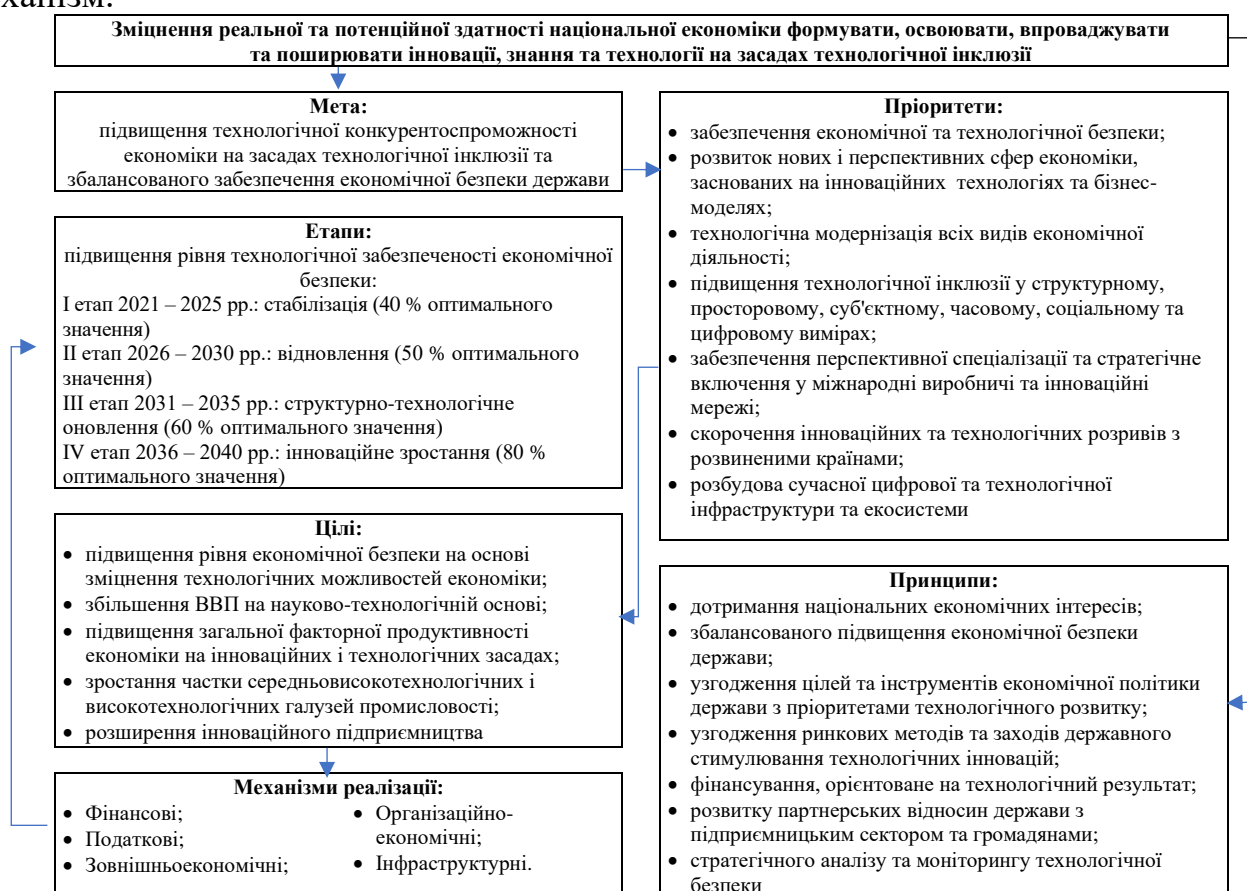 ханізм:
Зміцнення реальної та потенційної здатності національної економіки формувати, освоювати, впроваджувати
та поширювати інновації, знання та технології на засадах технологічної інклюзії
Мета:
підвищення технологічної конкурентоспроможності
економіки на засадах технологічної інклюзії та
збалансованого забезпечення економічної безпеки держави
Пріоритети:
• забезпечення економічної та технологічної безпеки;
• розвиток нових і перспективних сфер економіки,
заснованих на інноваційних технологіях та бізнес-
моделях;
• технологічна модернізація всіх видів економічної
діяльності;
• підвищення технологічної інклюзії у структурному,
просторовому, суб'єктному, часовому, соціальному та
цифровому вимірах;
• забезпечення перспективної спеціалізації та стратегічне
включення у міжнародні виробничі та інноваційні
мережі;
• скорочення інноваційних та технологічних розривів з
розвиненими країнами;
• розбудова сучасної цифрової та технологічної
інфраструктури та екосистеми
Етапи:
підвищення рівня технологічної забезпеченості економічної
безпеки:
І етап 2021 – 2025 рр.: стабілізація (40 % оптимального
значення)
ІІ етап 2026 – 2030 рр.: відновлення (50 % оптимального
значення)
ІІІ етап 2031 – 2035 рр.: структурно-технологічне
оновлення (60 % оптимального значення)
IV етап 2036 – 2040 рр.: інноваційне зростання (80 %
оптимального значення)
Цілі:
• підвищення рівня економічної безпеки на основі
зміцнення технологічних можливостей економіки;
• збільшення ВВП на науково-технологічній основі;
• підвищення загальної факторної продуктивності
економіки на інноваційних і технологічних засадах;
• зростання частки середньовисокотехнологічних і
високотехнологічних галузей промисловості;
• розширення інноваційного підприємництва
Принципи:
• дотримання національних економічних інтересів;
• збалансованого підвищення економічної безпеки
держави;
• узгодження цілей та інструментів економічної політики
держави з пріоритетами технологічного розвитку;
• узгодження ринкових методів та заходів державного
стимулювання технологічних інновацій;
• фінансування, орієнтоване на технологічний результат;
• розвитку партнерських відносин держави з
підприємницьким сектором та громадянами;
• стратегічного аналізу та моніторингу технологічної
безпеки
Механізми реалізації:
• Фінансові;
• Податкові;
• Зовнішньоекономічні;
• Організаційно-
економічні;
• Інфраструктурні.